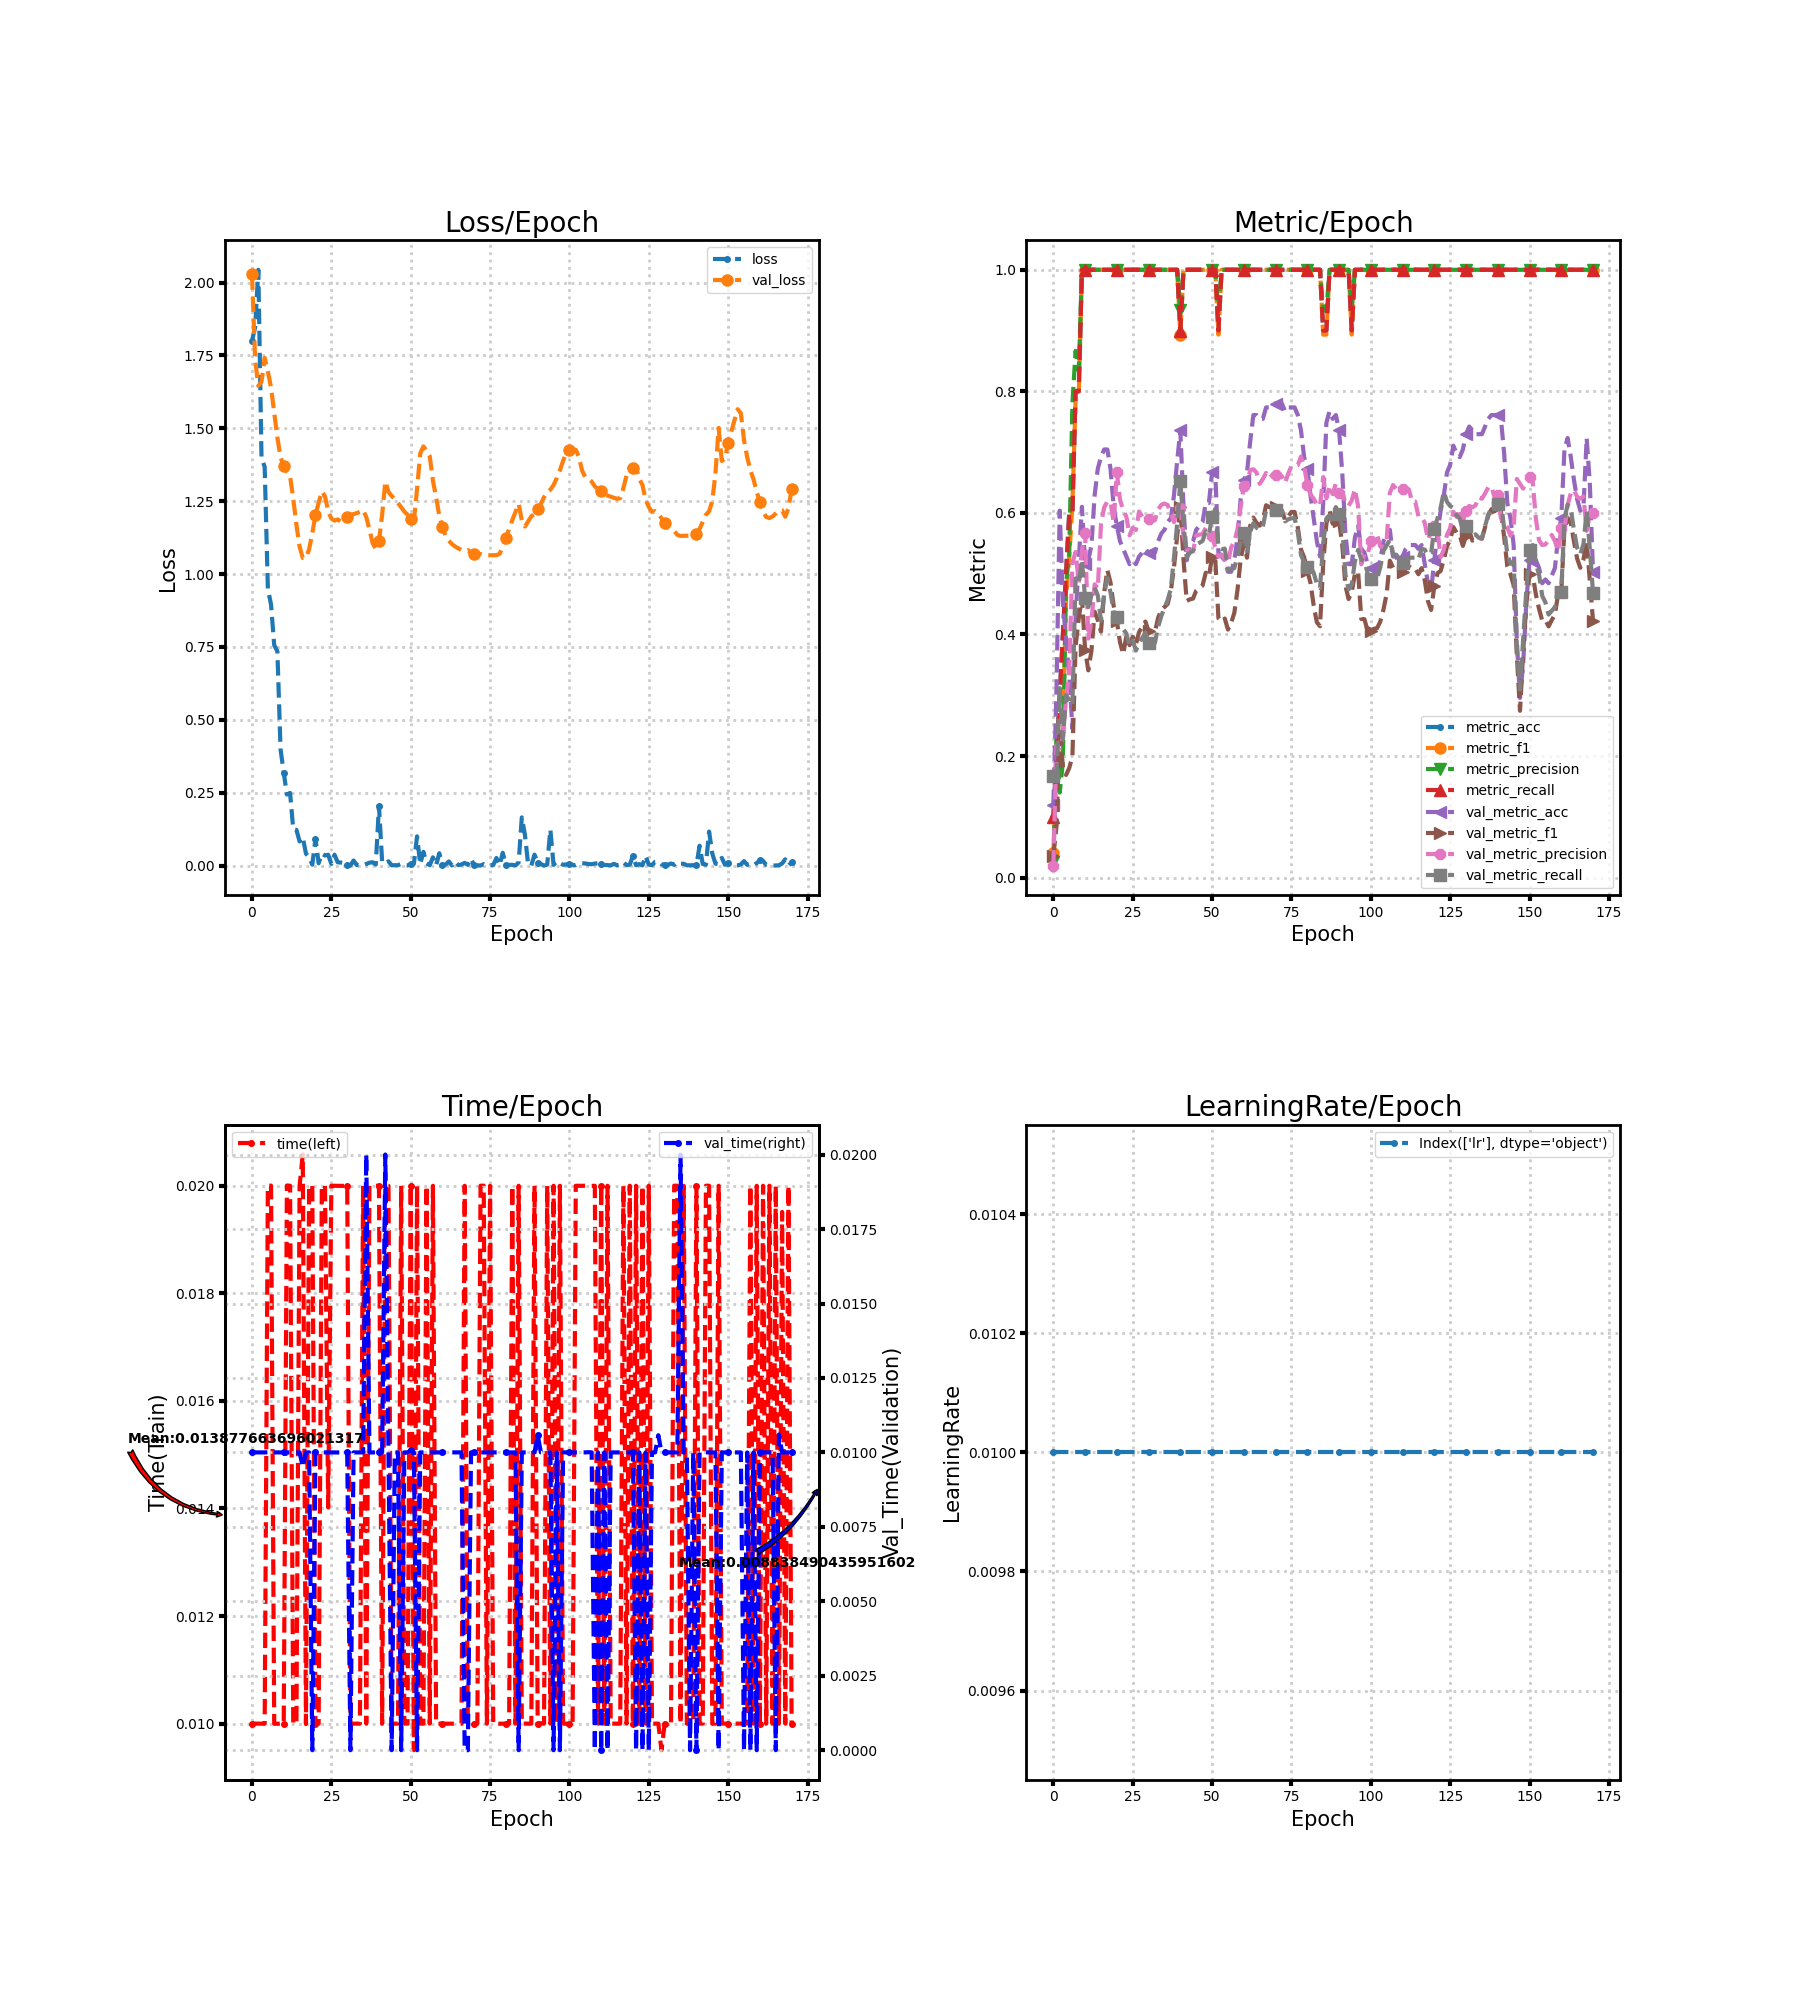 Loss/Epoch
loss
val_loss
2.00
1.75
1.50
1.25
1.00
0.75
0.50
0.25
0.00
Loss
0 25 50 75 100 125 150 175
Epoch
Metric/Epoch
1.0
0.8
0.6
0.4
0.2
0.0
Metric
metric_acc
metric_f1
metric_precision
metric_recall
val_metric_acc
val_metric_f1
val_metric_precision
val_metric_recall
0 25 50 75 100 125 150 175
Epoch
Time/Epoch
time(left)
val_time(right)
0.020
0.018
0.016
0.014
0.012
0.010
Time(Train)
Mean:0.013877663696021317
0.0200
0.0175
0.0150
0.0125
0.0100
0.0075
0.0050
0.0025
0.0000
Val_Time(Validation)
Mean:0.008838490435951602
0 25 50 75 100 125 150 175
Epoch
LearningRate/Epoch
Index(['lr'], dtype='object')
0.0104
0.0102
0.0100
0.0098
0.0096
LearningRate
0 25 50 75 100 125 150 175
Epoch